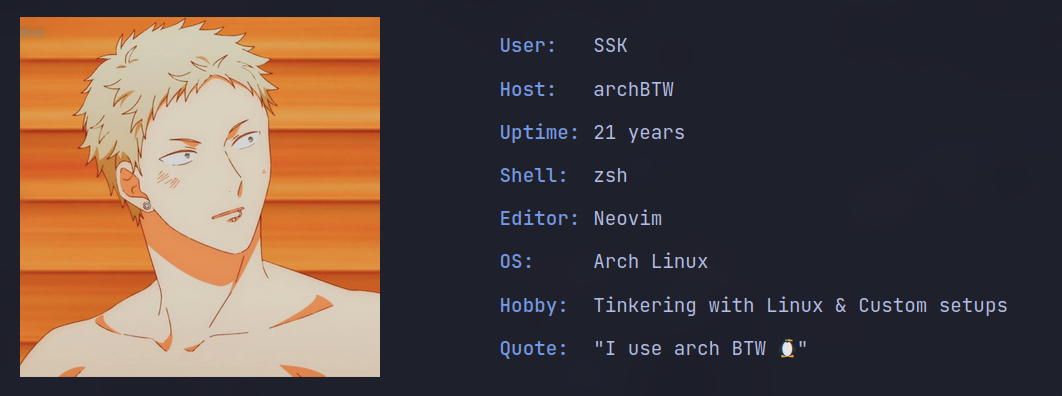 User: SSK
Host: archBTW
Uptime: 21 years
Shell: zsh
Editor: Neovim
OS: Arch Linux
Hobby: Tinkering with Linux & Custom setups
Quote: "I use arch BTW 🐧"